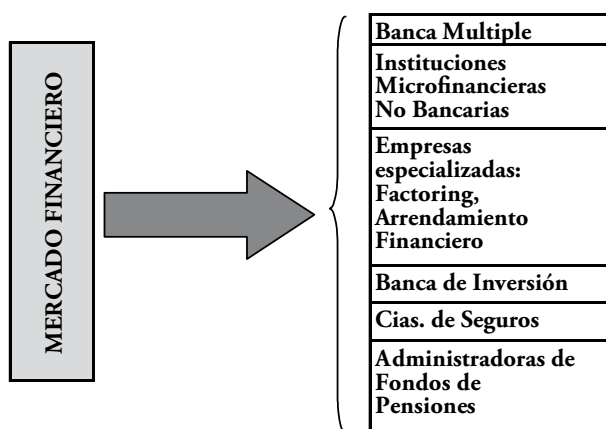 MERCADO FINANCIERO
Banca Multiple
Instituciones
Microfinancieras
No Bancarias
Empresas
especializadas:
Factoring,
Arrendamiento
Financiero
Banca de Inversión
Cias. de Seguros
Administradoras de
Fondos de
Pensiones